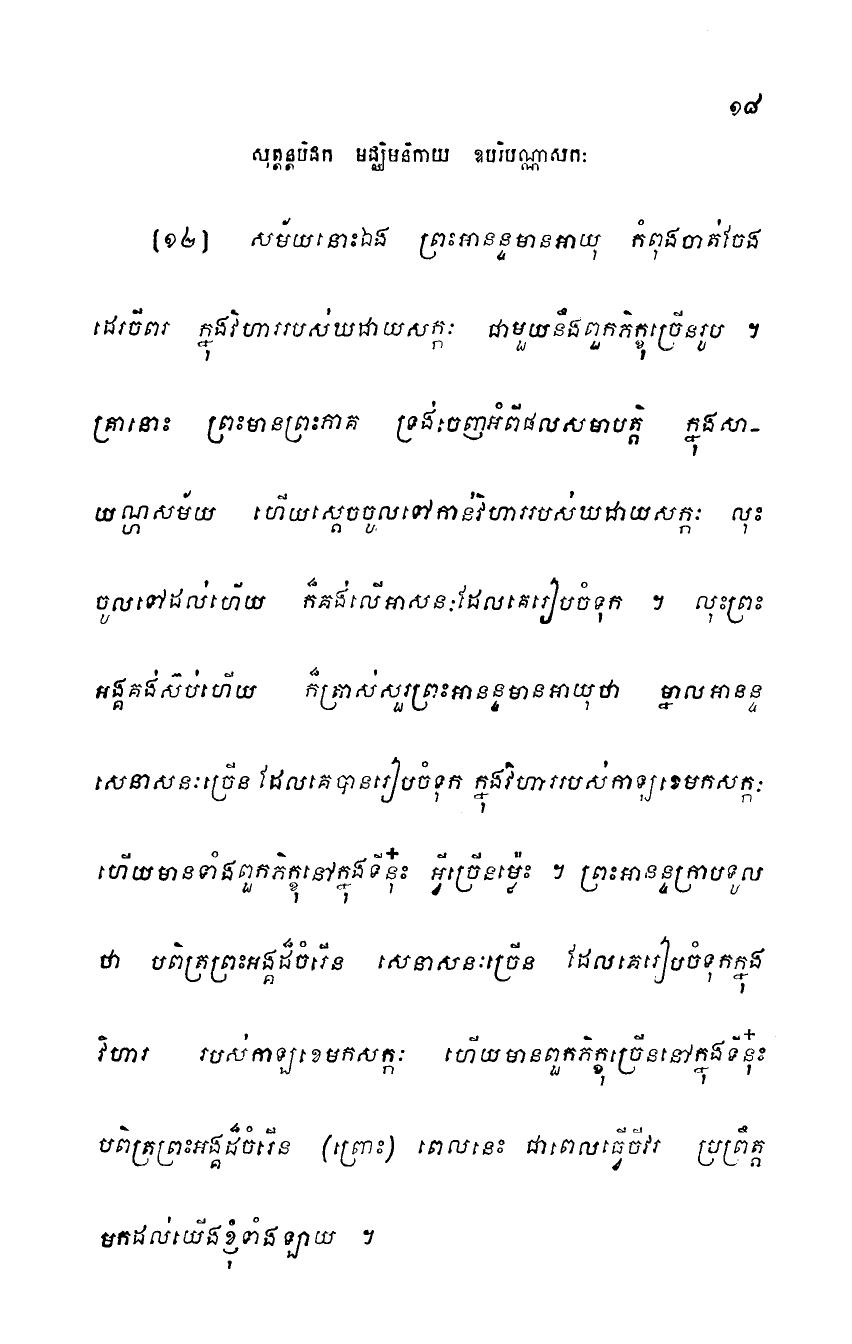 ១៨
សុត្តន្តបិដក មជ្ឈិមនិកាយ ឧបរិបណ្ណាសកៈ
(១២) សម័យនោះឯង ព្រះអានន្ទមានអាយុ កំពុងចាត់ចែង
ដេរចីពរ ក្នុងវិហាររបស់ឃដាយសក្កៈ ជាមួយនឹងពួកភិក្ខុច្រើនរូប ។
គ្រានោះ ព្រះមានព្រះភាគ ទ្រង់ចេញអំពីផលសមាបត្តិ ក្នុងសា-
យណ្ហសម័យ ហើយស្តេចចូលទៅកាន់វិហាររបស់ឃដាយសក្កៈ លុះ
ចូលទៅដល់ហើយ ក៏គង់លើអាសនៈដែលគេរៀបចំទុក ។ លុះព្រះ
អង្គគង់ស៊ប់ហើយ ក៏ត្រាស់សួរព្រះអានន្ទមានអាយុថា ម្នាលអានន្ទ
សេនាសនៈច្រើន ដែលគេបានរៀបចំទុក ក្នុងវិហាររបស់កាឡខេមកសក្កៈ
ហើយមានទាំងពួកភិក្ខុនៅក្នុងទីនុ៎ះ អ្វីច្រើនម្ល៉េះ ។ ព្រះអានន្ទក្រាបទូល
ថា បពិត្រព្រះអង្គដ៏ចំរើន សេនាសនៈច្រើន ដែលគេរៀបចំទុកក្នុង
វិហារ របស់កាឡខេមកសក្កៈ ហើយមានពួកភិក្ខុច្រើននៅក្នុងទីនុ៎ះ
បពិត្រព្រះអង្គដ៏ចំរើន (ព្រោះ) ពេលនេះ ជាពេលធ្វើចីវរ ប្រព្រឹត្ត
មកដល់យើងខ្ញុំទាំងឡាយ ។